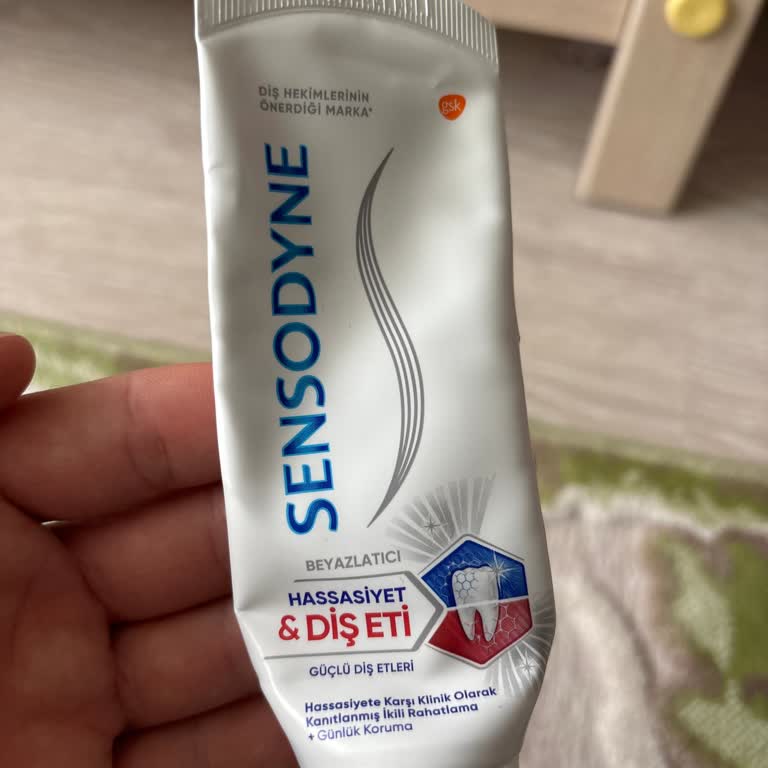 DİŞ HEKİMLERİNİN
ÖNERDİĞİ MARKA*
gsk
SENSODYNE
BEYAZLATICI
HASSASİYET
& DİŞ ETİ
GÜÇLÜ DİŞ ETLERİ
Hassasiyete Karşı Klinik Olarak
Kanıtlanmış İkili Rahatlama
+ Günlük Koruma